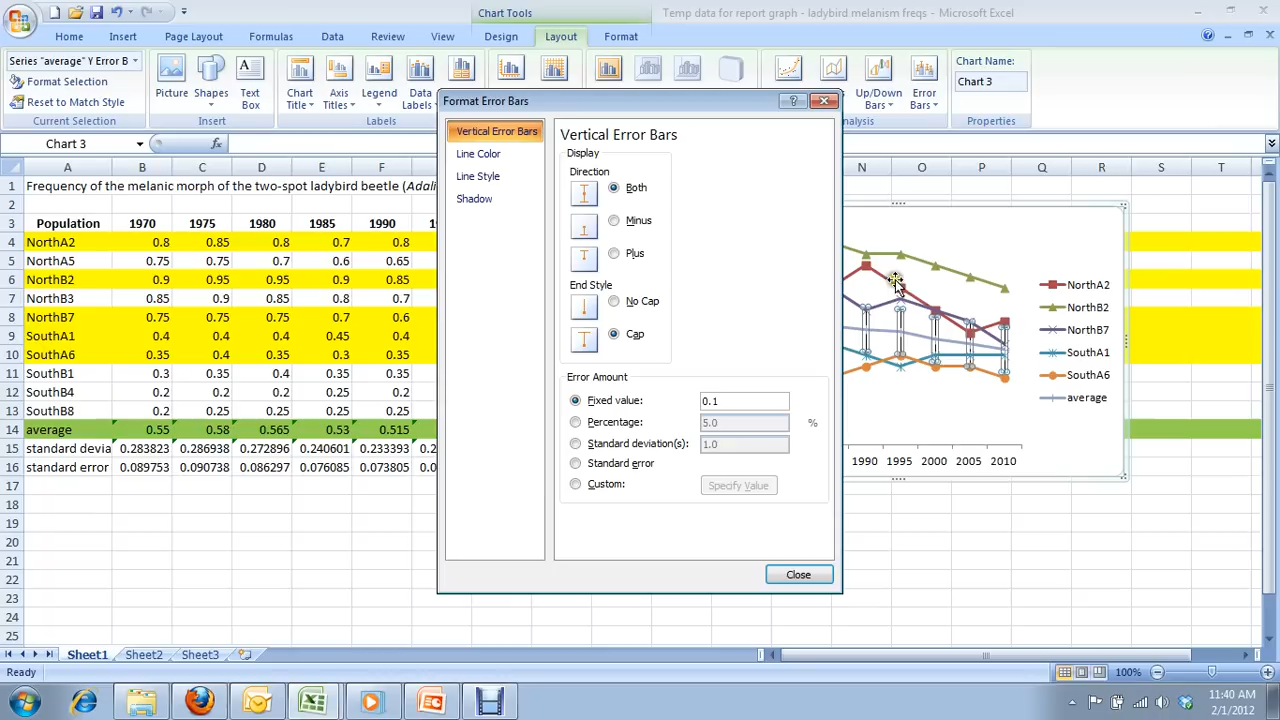 Chart Tools
Temp data for report graph - ladybird melanism freqs - Microsoft Excel
Home Insert Page Layout Formulas Data Review View Design Layout Format
Series "average" Y Error B
Format Selection
Reset to Match Style
Current Selection
Picture Shapes Text Box
Insert
Chart Title Axis Titles Legend Data Labels
Labels
Up/Down Bars Error Bars
nalysis
Chart Name:
Chart 3
Properties
Chart 3
fx
A B C D E F N O P Q R S T
1 Frequency of the melanic morph of the two-spot ladybird beetle (Adali
2
3 Population 1970 1975 1980 1985 1990 1
4 NorthA2 0.8 0.85 0.8 0.7 0.8
5 NorthA5 0.75 0.75 0.7 0.6 0.65
6 NorthB2 0.9 0.95 0.95 0.9 0.85
7 NorthB3 0.85 0.9 0.85 0.8 0.7
8 NorthB7 0.75 0.75 0.75 0.7 0.6
9 SouthA1 0.4 0.4 0.4 0.45 0.4
10 SouthA6 0.35 0.4 0.35 0.3 0.35
11 SouthB1 0.3 0.35 0.4 0.35 0.35
12 SouthB4 0.2 0.2 0.2 0.25 0.2
13 SouthB8 0.2 0.25 0.25 0.25 0.25
14 average 0.55 0.58 0.565 0.53 0.515
15 standard devia 0.283823 0.286938 0.272896 0.240601 0.233393
16 standard error 0.089753 0.090738 0.086297 0.076085 0.073805 0.0
17
18
19
20
21
22
23
24
25
Format Error Bars
Vertical Error Bars
Line Color
Line Style
Shadow
Vertical Error Bars
Display
Direction
Both
Minus
Plus
End Style
No Cap
Cap
Error Amount
Fixed value: 0.1
Percentage: 5.0 %
Standard deviation(s): 1.0
Standard error
Custom: Specify Value
Close
NorthA2
NorthB2
NorthB7
SouthA1
SouthA6
average
1990 1995 2000 2005 2010
Sheet1 Sheet2 Sheet3
Ready
100%
11:40 AM
2/1/2012